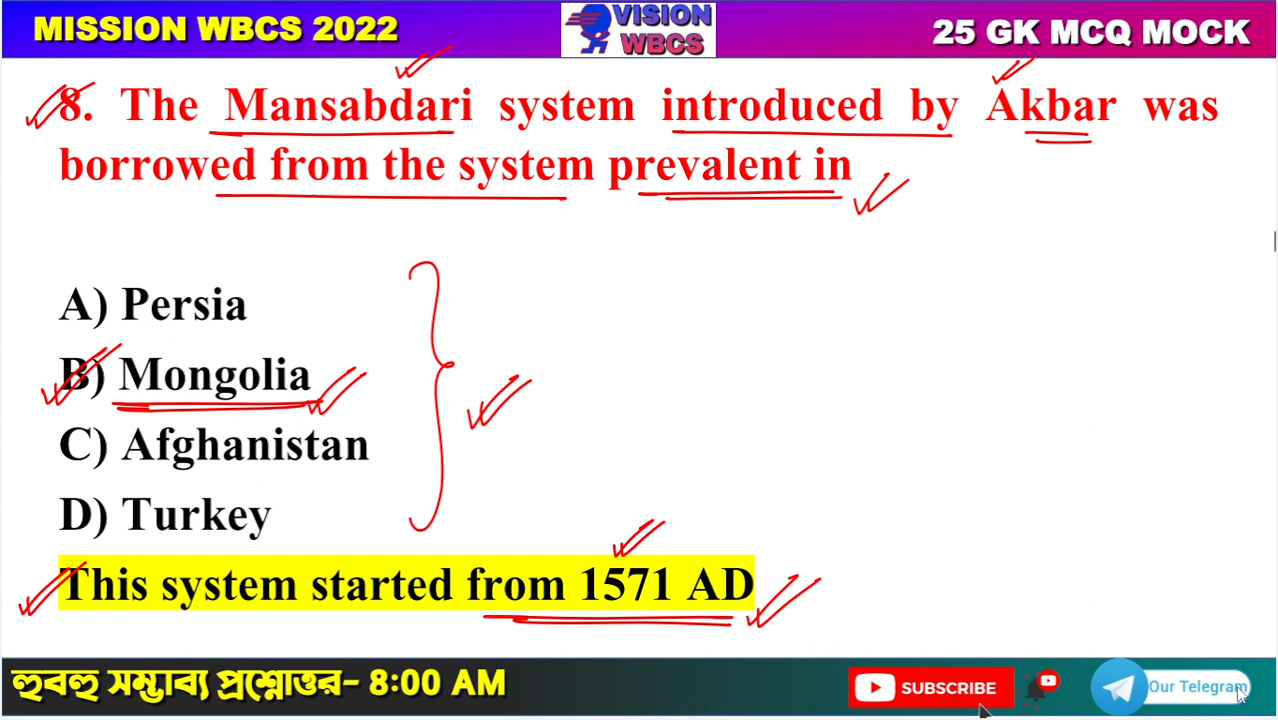 MISSION WBCS 2022
VISION
WBCS
25 GK MCQ MOCK
8. The Mansabdari system introduced by Akbar was
borrowed from the system prevalent in
A) Persia
B) Mongolia
C) Afghanistan
D) Turkey
This system started from 1571 AD
হুবহু সম্ভাব্য প্রশ্নোত্তর- 8:00 AM
SUBSCRIBE
Our Telegram